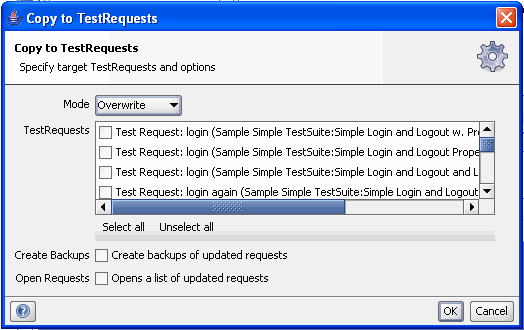 Copy to TestRequests
Copy to TestRequests
Specify target TestRequests and options
Mode Overwrite
TestRequests
Test Request: login (Sample Simple TestSuite:Simple Login and Logout w. Pro
Test Request: login (Sample Simple TestSuite:Simple Login and Logout Prope
Test Request: login (Sample Simple TestSuite:Simple Login and Logout and L
Test Request: login again (Sample Simple TestSuite:Simple Login and Logout
Select all Unselect all
Create Backups Create backups of updated requests
Open Requests Opens a list of updated requests
? OK Cancel